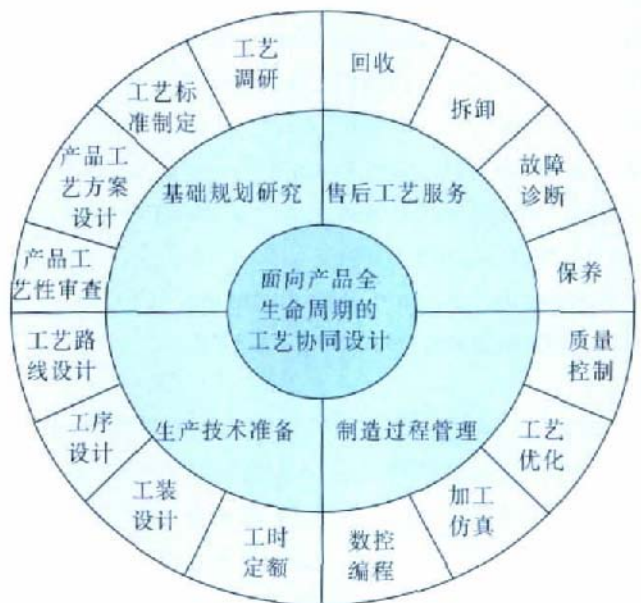 工艺
调研
回收
拆卸
故障
诊断
保养
质量
控制
工艺
优化
加工
仿真
数控
编程
工时
定额
工装
设计
工序
设计
工艺路
线设计
产品工
艺性审查
产品工
艺方案
设计
工艺标
准制定
基础规划研究
售后工艺服务
生产技术准备
制造过程管理
面向产品全
生命周期的
工艺协同设计